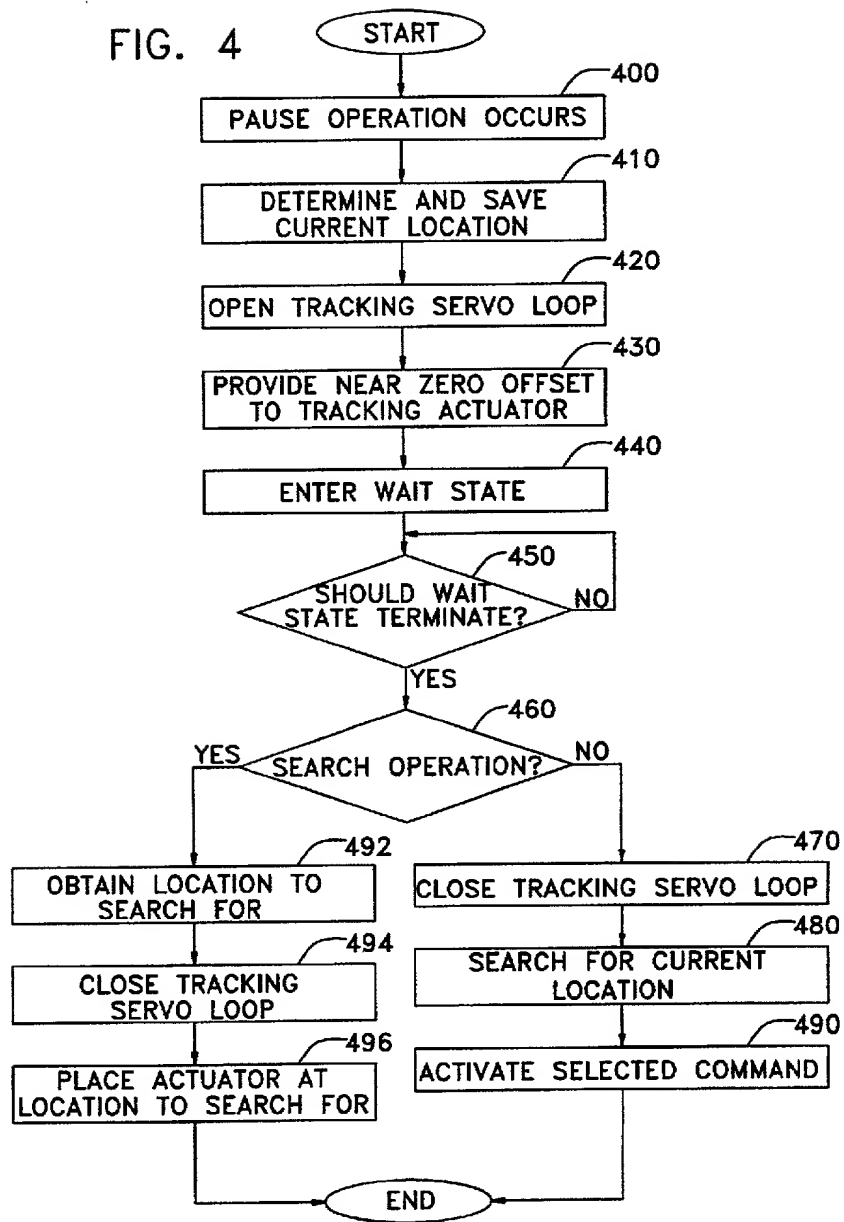 FIG. 4
START
400
PAUSE OPERATION OCCURS
410
DETERMINE AND SAVE
CURRENT LOCATION
420
OPEN TRACKING SERVO LOOP
430
PROVIDE NEAR ZERO OFFSET
TO TRACKING ACTUATOR
440
ENTER WAIT STATE
450
SHOULD WAIT
STATE TERMINATE?
NO
YES
460
SEARCH OPERATION?
YES
NO
492
OBTAIN LOCATION TO
SEARCH FOR
494
CLOSE TRACKING
SERVO LOOP
496
PLACE ACTUATOR AT
LOCATION TO SEARCH FOR
470
CLOSE TRACKING SERVO LOOP
480
SEARCH FOR CURRENT
LOCATION
490
ACTIVATE SELECTED COMMAND
END